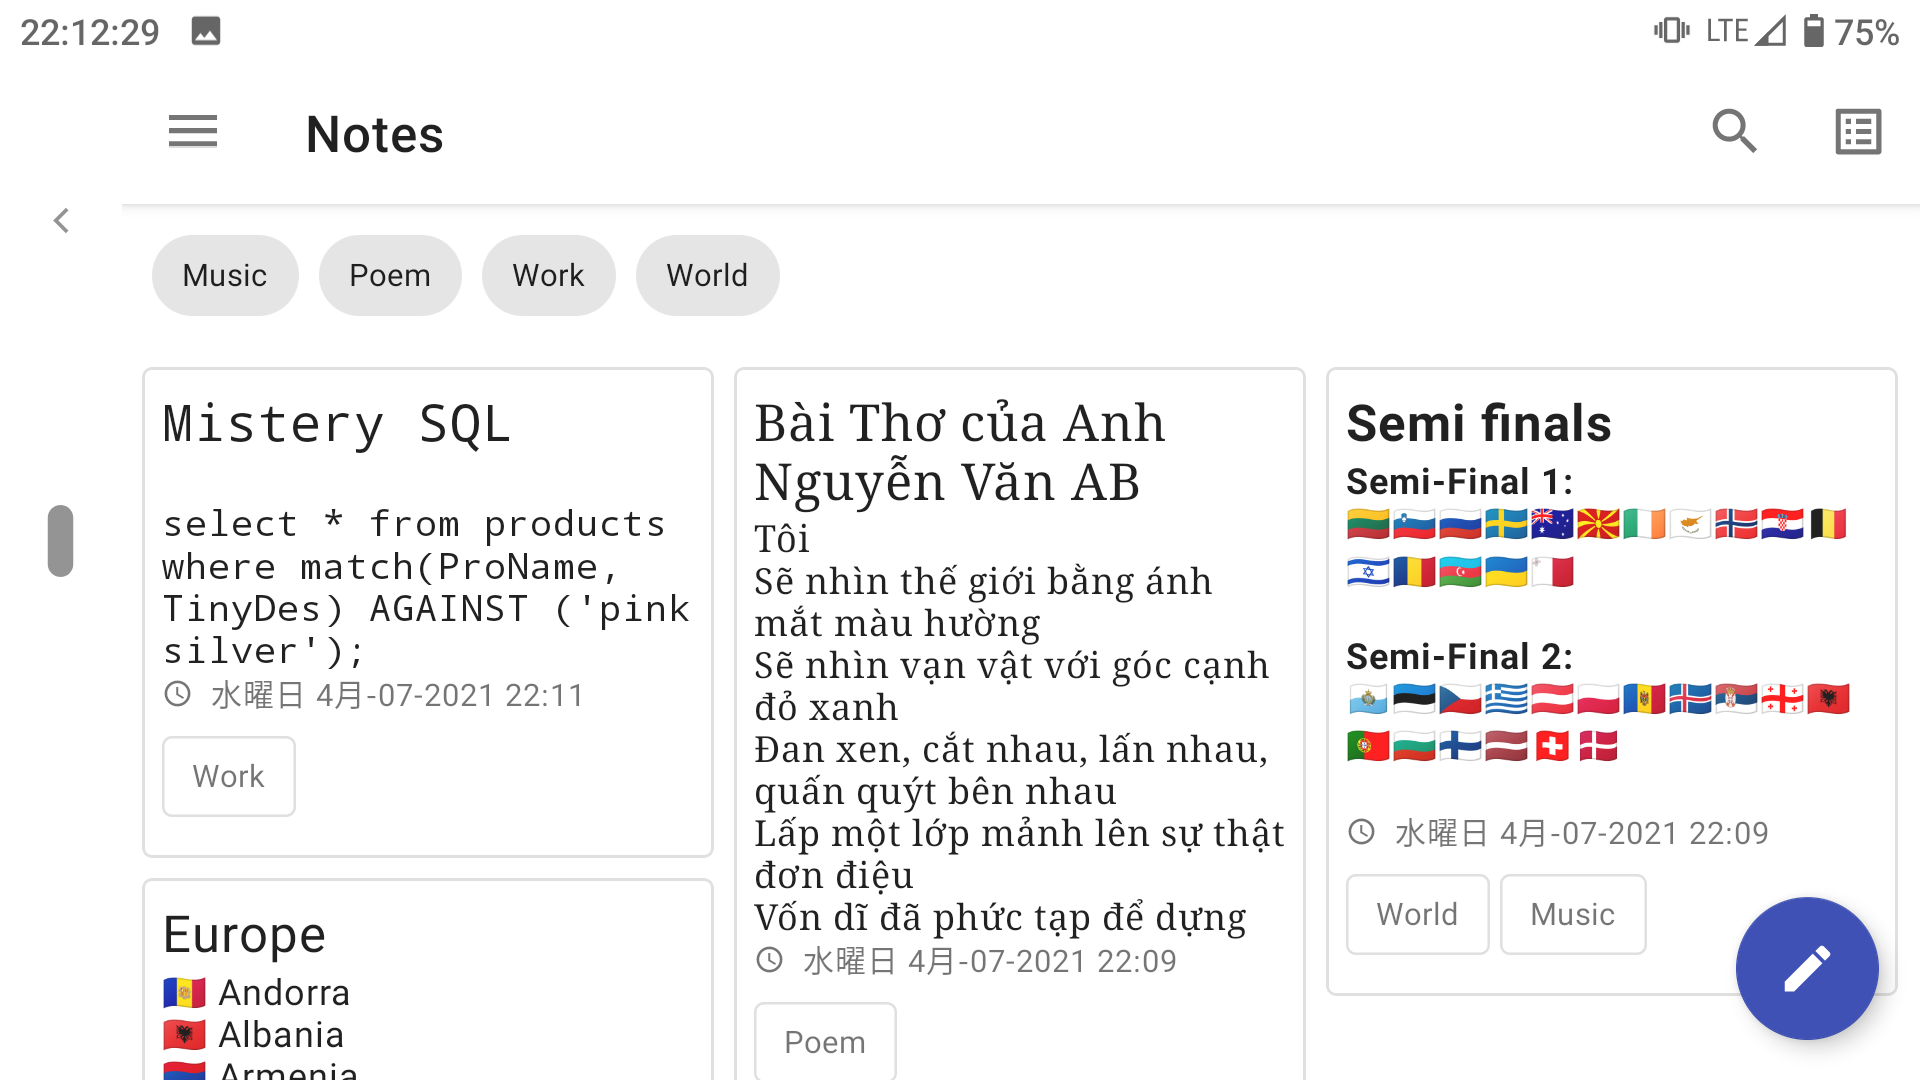 22:12:29
LTE 75%
Notes
Music Poem Work World
Mistery SQL
select * from products
where match(ProName,
TinyDes) AGAINST ('pink
silver');
水曜日 4月-07-2021 22:11
Work
Europe
🇦🇩 Andorra
🇦🇱 Albania
🇦🇲 Armenia
Bài Thơ của Anh
Nguyễn Văn AB
Tôi
Sẽ nhìn thế giới bằng ánh
mắt màu hường
Sẽ nhìn vạn vật với góc cạnh
đỏ xanh
Đan xen, cắt nhau, lấn nhau,
quấn quýt bên nhau
Lấp một lớp mảnh lên sự thật
đơn điệu
Vốn dĩ đã phức tạp để dựng
水曜日 4月-07-2021 22:09
Poem
Semi finals
Semi-Final 1:
🇱🇹🇸🇮🇷🇺🇸🇪🇦🇺🇲🇰🇮🇪🇨🇾🇳🇴🇭🇷🇧🇪
🇮🇱🇷🇴🇦🇿🇺🇦🇲🇹
Semi-Final 2:
🇸🇲🇪🇪🇨🇿🇬🇷🇦🇹🇵🇱🇲🇩🇮🇸🇷🇸🇬🇪🇦🇱
🇵🇹🇧🇬🇫🇮🇱🇻🇨🇭🇩🇰
水曜日 4月-07-2021 22:09
World Music